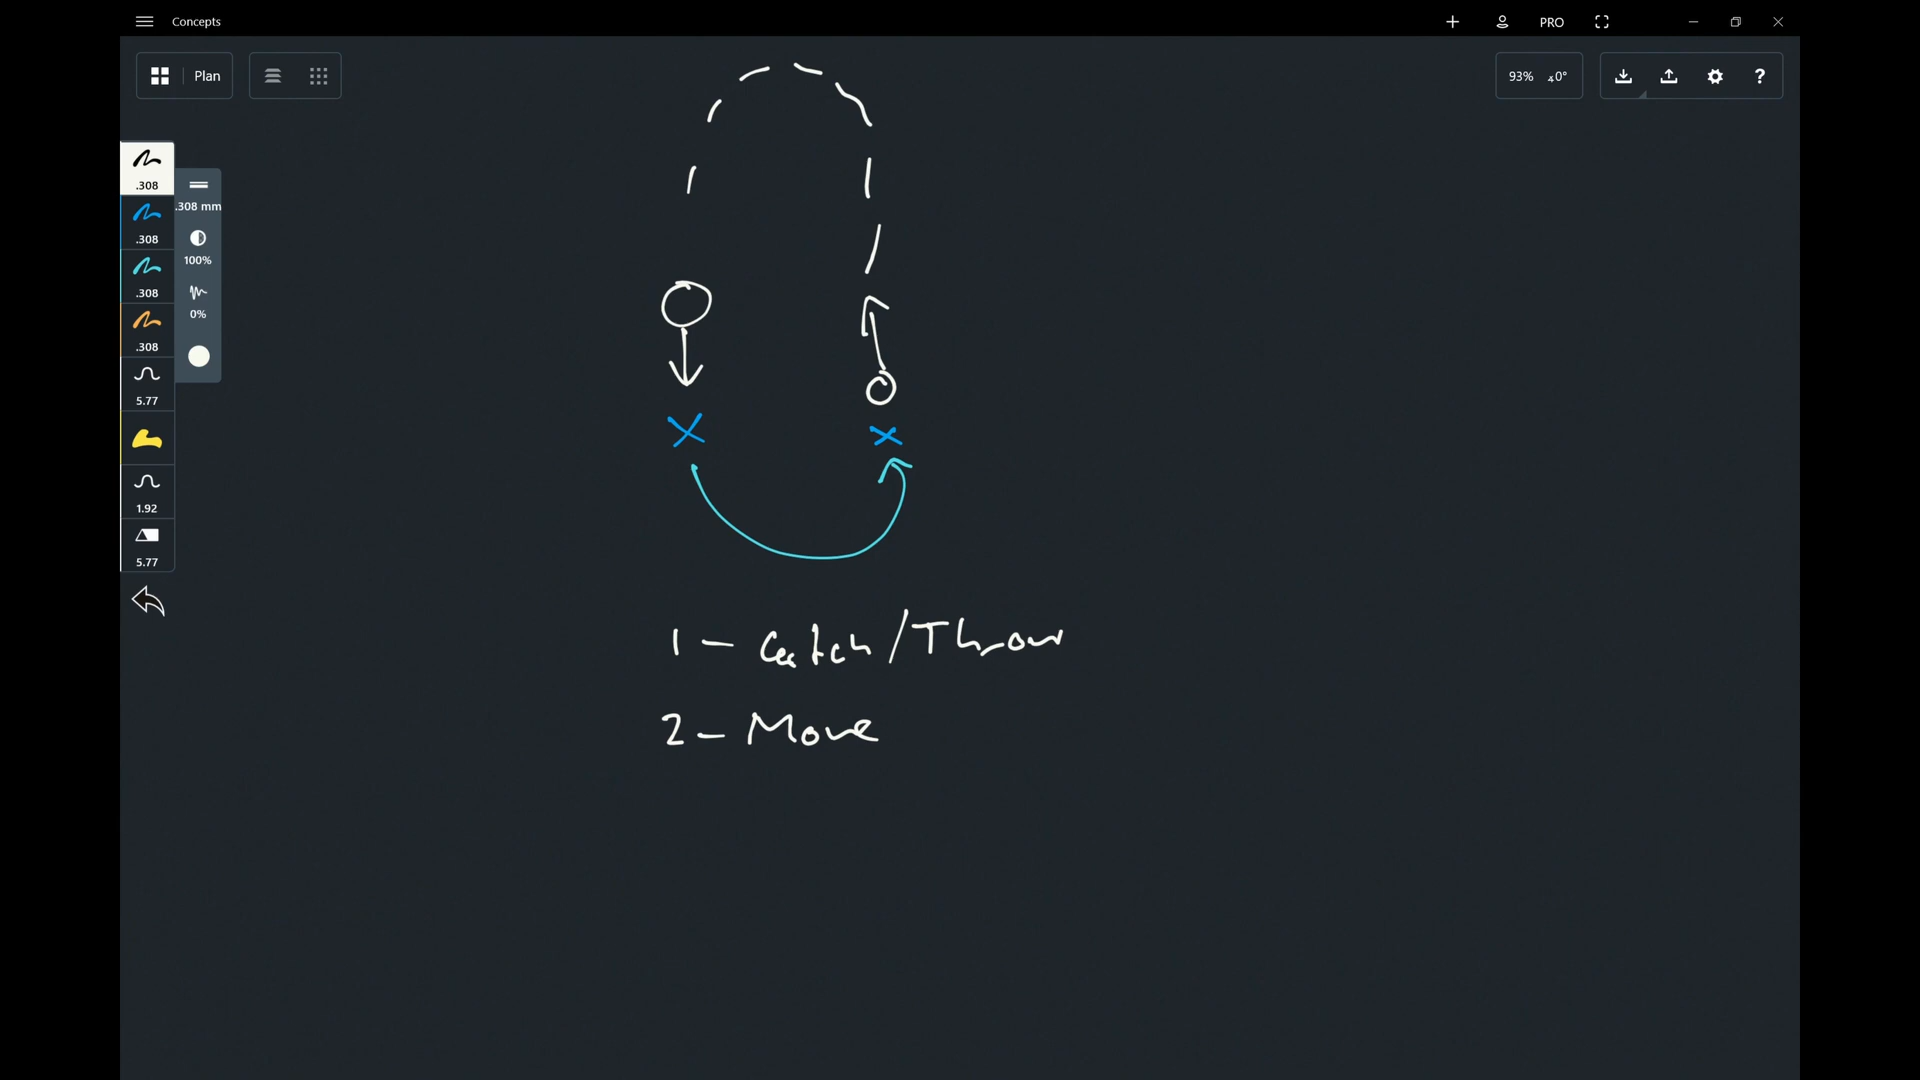 Concepts
PRO
Plan
93% 0°
?
.308
.308 mm
.308
100%
.308
0%
.308
5.77
1.92
5.77
1 - Catch/Throw
2 - Move